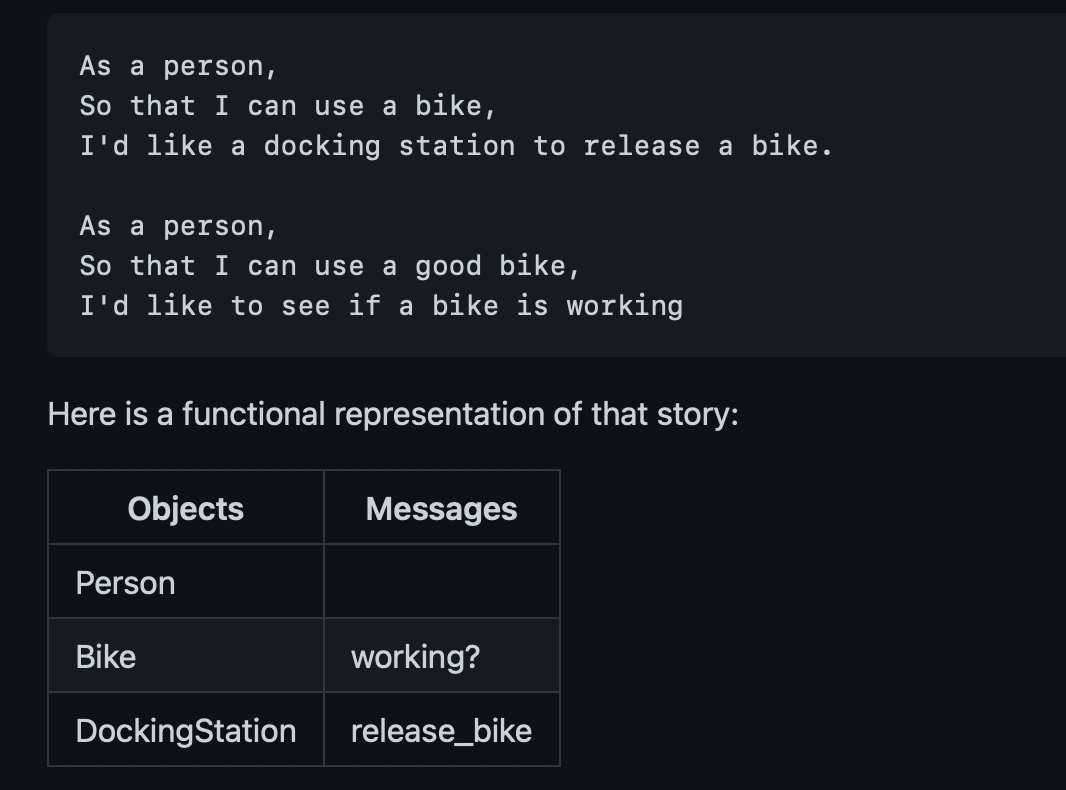 As a person,
So that I can use a bike,
I'd like a docking station to release a bike.
As a person,
So that I can use a good bike,
I'd like to see if a bike is working
Here is a functional representation of that story:
Objects Messages
Person
Bike working?
DockingStation release_bike